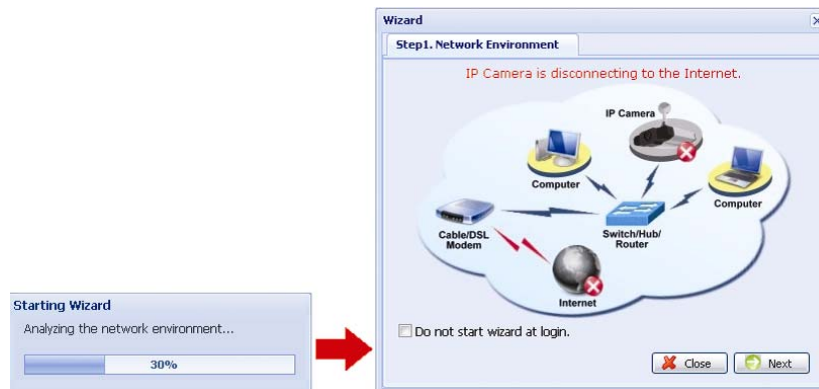 Starting Wizard
Analyzing the network environment...
30%
Wizard
Step1. Network Environment
IP Camera is disconnecting to the Internet.
IP Camera
Computer
Computer
Cable/DSL
Modem
Switch/Hub/
Router
Internet
Do not start wizard at login.
Close
Next